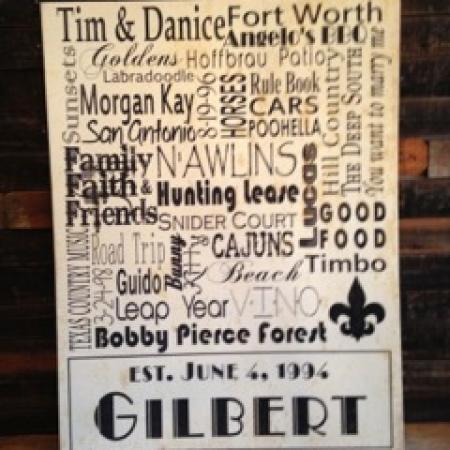 Tim & Danice
Fort Worth
Angelo's BBQ
Sunsets
Goldens
Hoffbrau Patio
Labradoodle
Morgan Kay
8-19-96
HORSES
Rule Book
CARS
POOHELLA
San Antonio
Hill Country
THE DEEP SOUTH
You want to marry me
Family
Faith &
Friends
N'AWLINS
Hunting Lease
Lucas
SNIDER COURT
GOOD
FOOD
TEXAS COUNTRY MUSIC
Road Trip
Bunny
Kitty
CAJUNS
Guido
Beach
Timbo
3-24-98
Leap Year
VINO
Bobby Pierce Forest
EST. JUNE 4, 1994
GILBERT